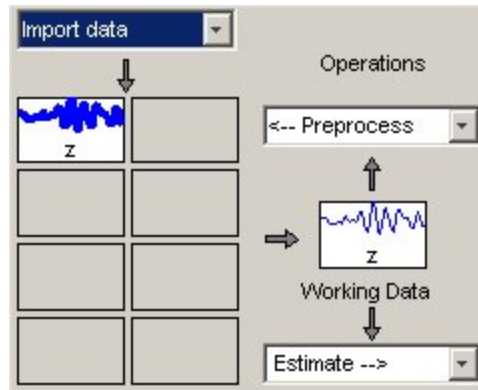 Import data
Operations
<-- Preprocess
z
z
Working Data
Estimate -->